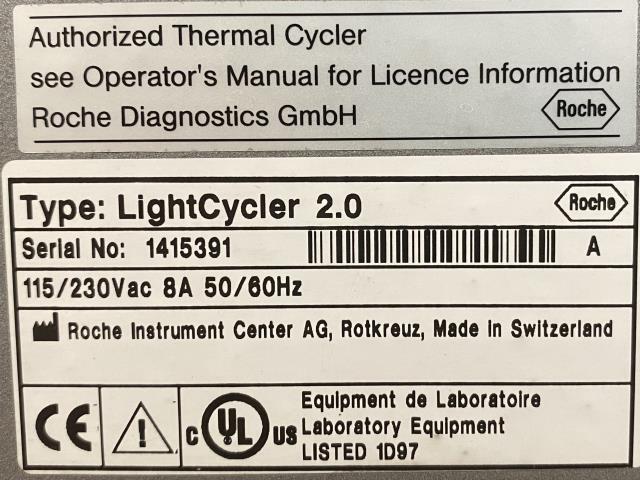 Authorized Thermal Cycler
see Operator's Manual for Licence Information
Roche Diagnostics GmbH
Roche
Type: LightCycler 2.0
Roche
Serial No: 1415391
A
115/230Vac 8A 50/60Hz
Roche Instrument Center AG, Rotkreuz, Made in Switzerland
CE
!
C UL US
Equipment de Laboratoire
Laboratory Equipment
LISTED 1D97